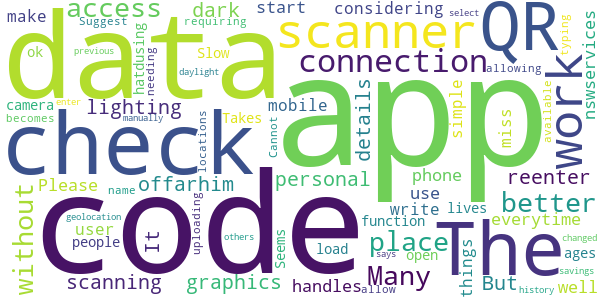 data
app
code
The
check
QR
scanner
work
connection
access
dark
start
considering
Suggest
requiring
make
ok
hatdusing
Slow
needing
previous
daylight
Takes
allowing
select
typing
nswservices
camera
becomes
lighting
locations
Cannot
mobile
details
simple
miss
available
enter
manually
Please
name
offarhim
personal
phone
reenter
without
geolocation
uploading
use
write
lives
better
user
people
It
others
function
everytime
Seems
load
open
place
things
But
ages
changed
scanning
graphics
handles
allow
Many
says
history
well
savings